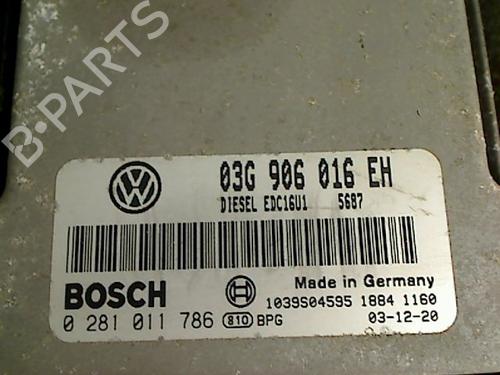 B-PARTS
03G 906 016 EH
DIESEL EDC16U1 5687
BOSCH
Made in Germany
1039S04595 1884 1160
0 281 011 786 810 BPG 03-12-20